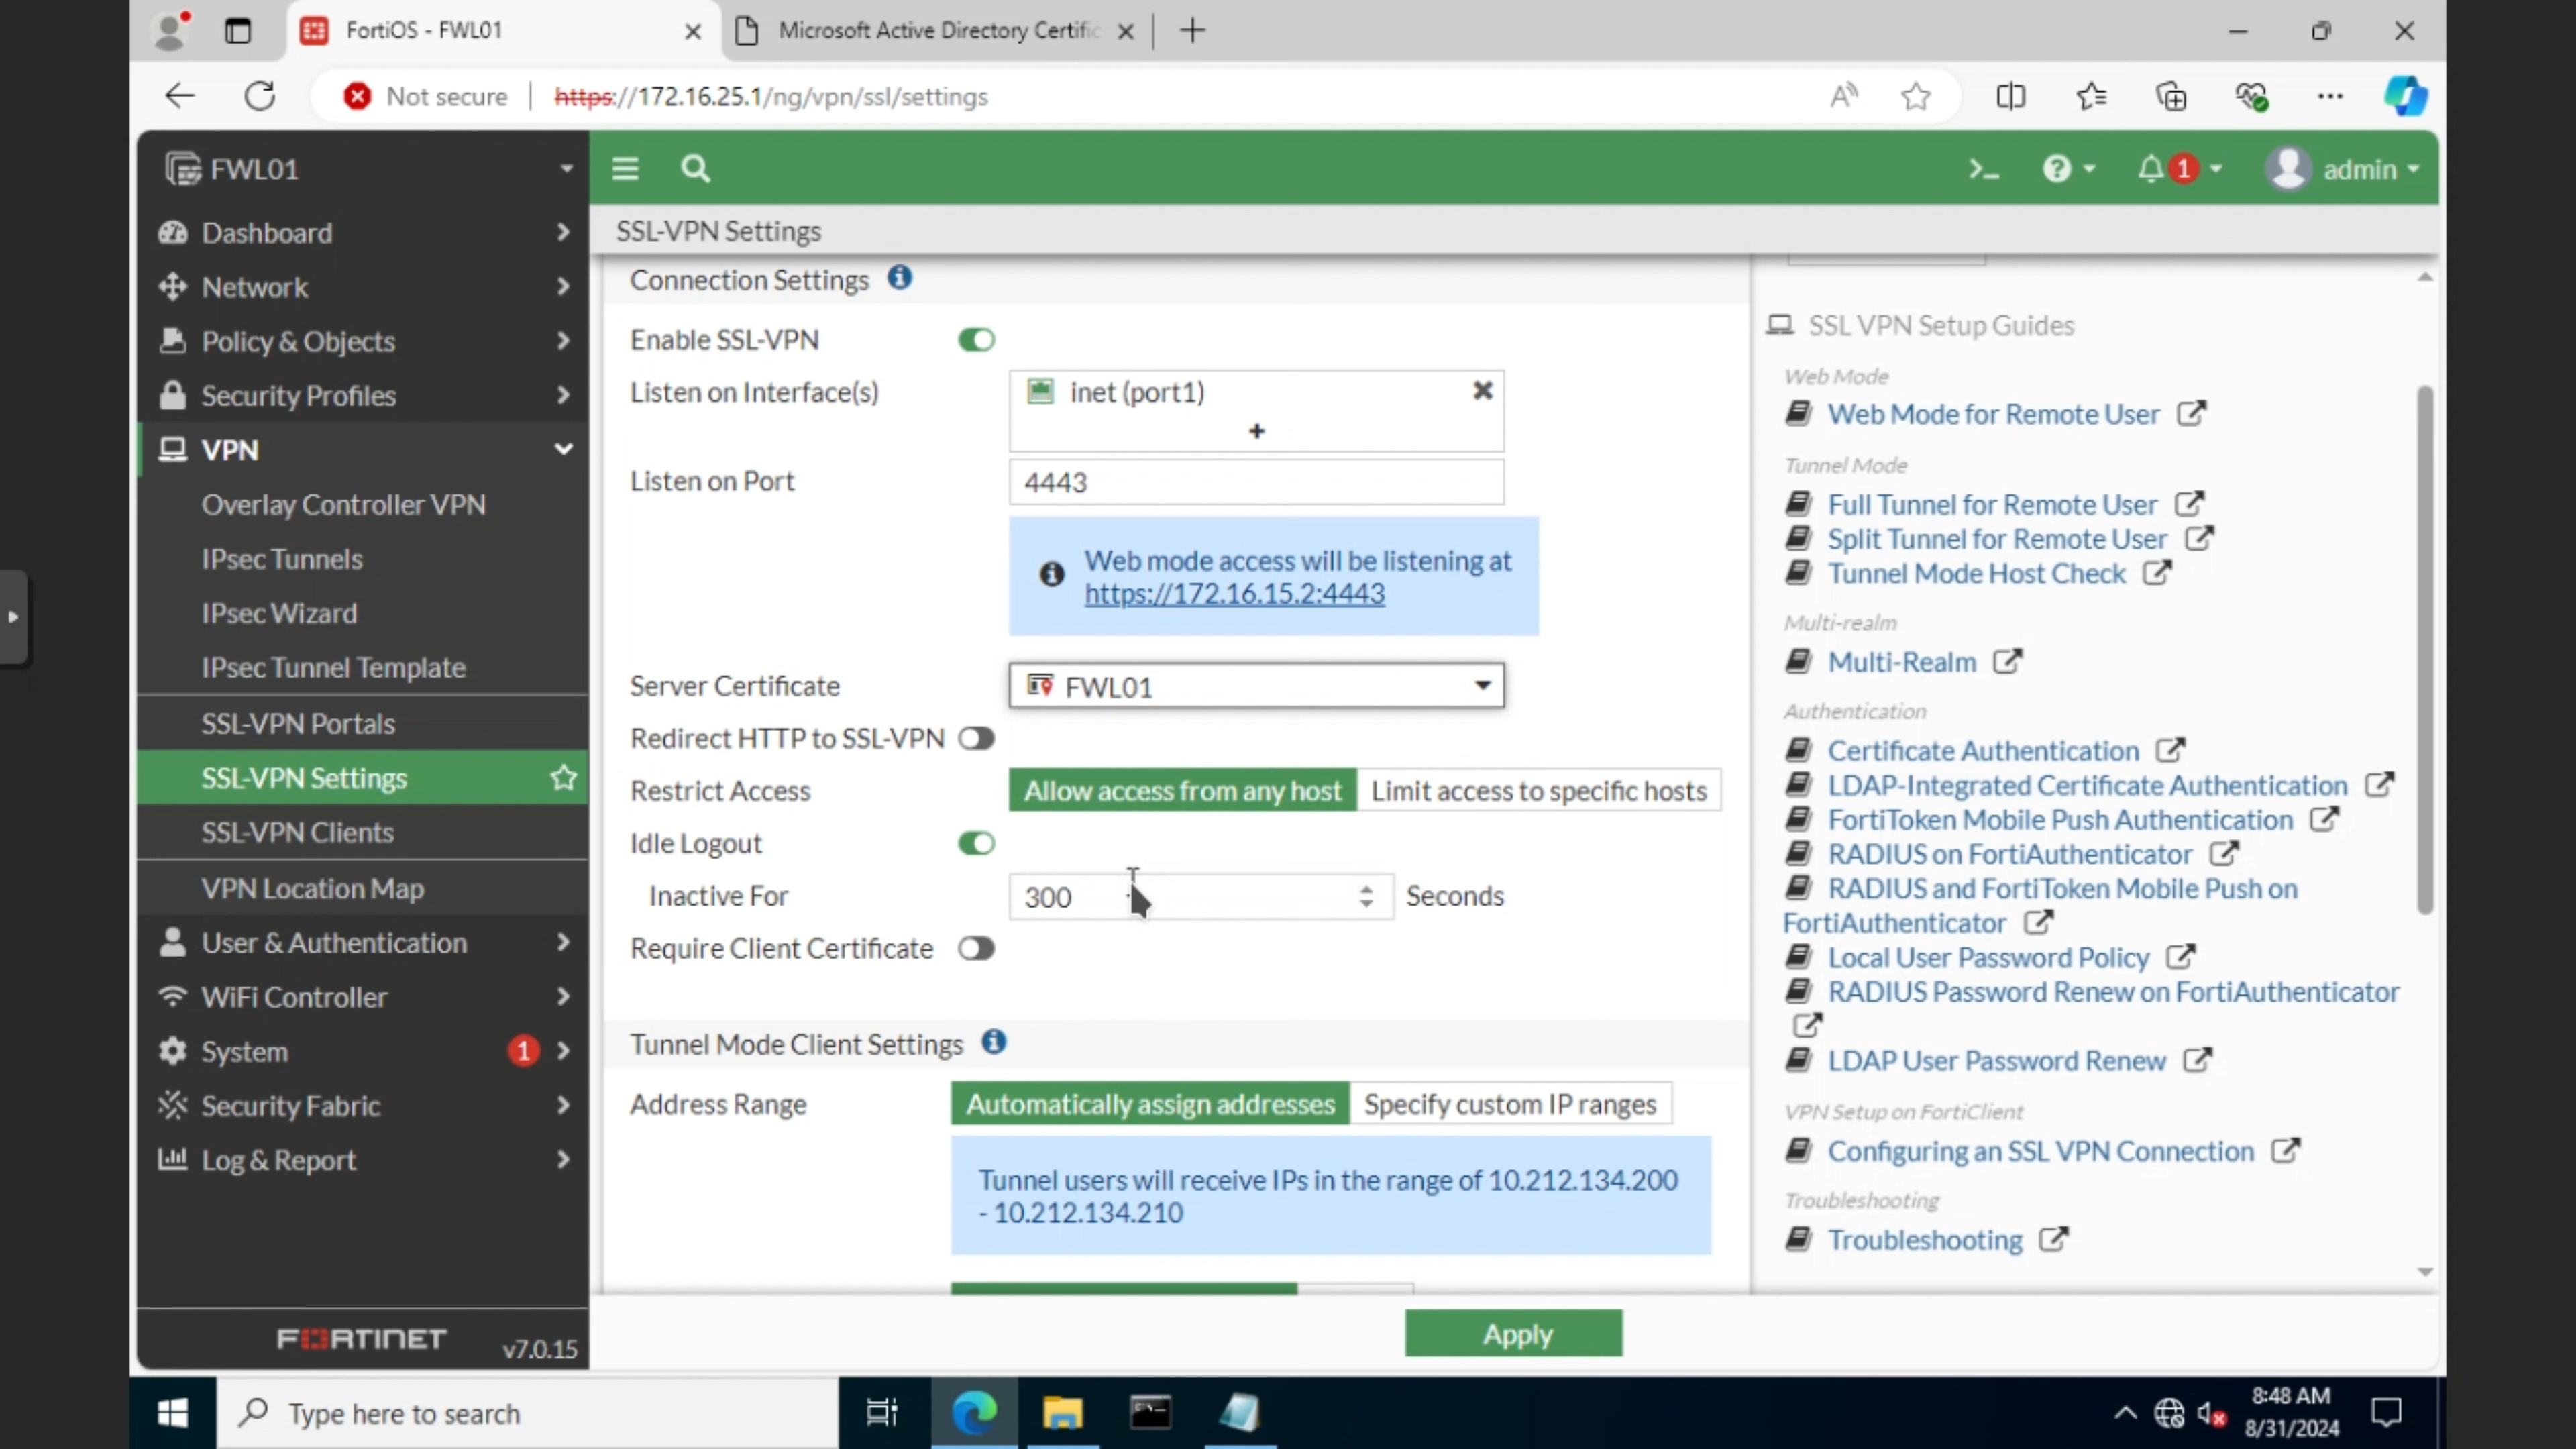 FortiOS - FWL01
Microsoft Active Directory Certific
Not secure
https://172.16.25.1/ng/vpn/ssl/settings
FWL01
1
admin
Dashboard
Network
Policy & Objects
Security Profiles
VPN
Overlay Controller VPN
IPsec Tunnels
IPsec Wizard
IPsec Tunnel Template
SSL-VPN Portals
SSL-VPN Settings
SSL-VPN Clients
VPN Location Map
User & Authentication
WiFi Controller
System 1
Security Fabric
Log & Report
FORTINET v7.0.15
SSL-VPN Settings
Connection Settings
Enable SSL-VPN
Listen on Interface(s) inet (port1)
Listen on Port 4443
Web mode access will be listening at
https://172.16.15.2:4443
Server Certificate FWL01
Redirect HTTP to SSL-VPN
Restrict Access Allow access from any host Limit access to specific hosts
Idle Logout
Inactive For 300 Seconds
Require Client Certificate
Tunnel Mode Client Settings
Address Range Automatically assign addresses Specify custom IP ranges
Tunnel users will receive IPs in the range of 10.212.134.200
- 10.212.134.210
Apply
SSL VPN Setup Guides
Web Mode
Web Mode for Remote User
Tunnel Mode
Full Tunnel for Remote User
Split Tunnel for Remote User
Tunnel Mode Host Check
Multi-realm
Multi-Realm
Authentication
Certificate Authentication
LDAP-Integrated Certificate Authentication
FortiToken Mobile Push Authentication
RADIUS on FortiAuthenticator
RADIUS and FortiToken Mobile Push on
FortiAuthenticator
Local User Password Policy
RADIUS Password Renew on FortiAuthenticator
LDAP User Password Renew
VPN Setup on FortiClient
Configuring an SSL VPN Connection
Troubleshooting
Troubleshooting
Type here to search
8:48 AM
8/31/2024